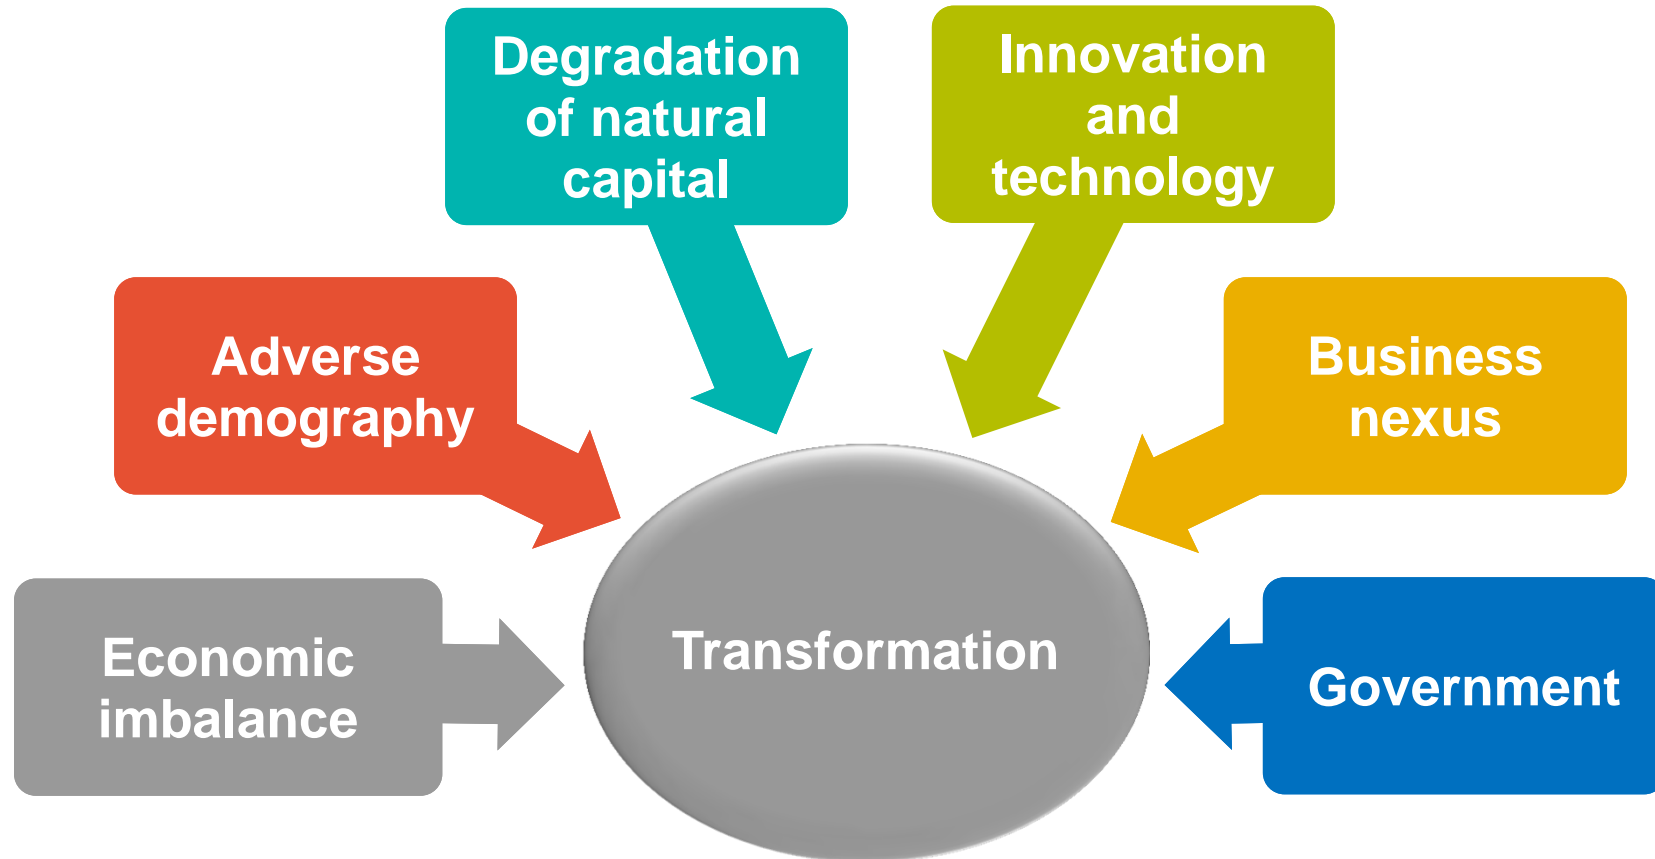 Degradation
of natural
capital
Innovation
and
technology
Adverse
demography
Business
nexus
Economic
imbalance
Transformation
Government